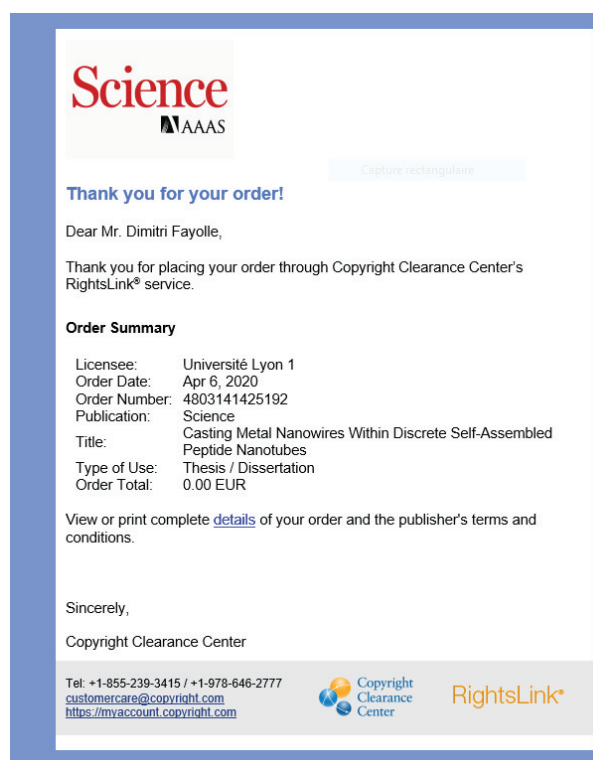 Science
AAAS
Capture rectangulaire
Thank you for your order!
Dear Mr. Dimitri Fayolle,
Thank you for placing your order through Copyright Clearance Center's
RightsLink® service.
Order Summary
Licensee: Université Lyon 1
Order Date: Apr 6, 2020
Order Number: 4803141425192
Publication: Science
Title: Casting Metal Nanowires Within Discrete Self-Assembled
Peptide Nanotubes
Type of Use: Thesis / Dissertation
Order Total: 0.00 EUR
View or print complete details of your order and the publisher's terms and
conditions.
Sincerely,
Copyright Clearance Center
Tel: +1-855-239-3415 / +1-978-646-2777
customercare@copyright.com
https://myaccount.copyright.com
Copyright
Clearance
Center
RightsLink®